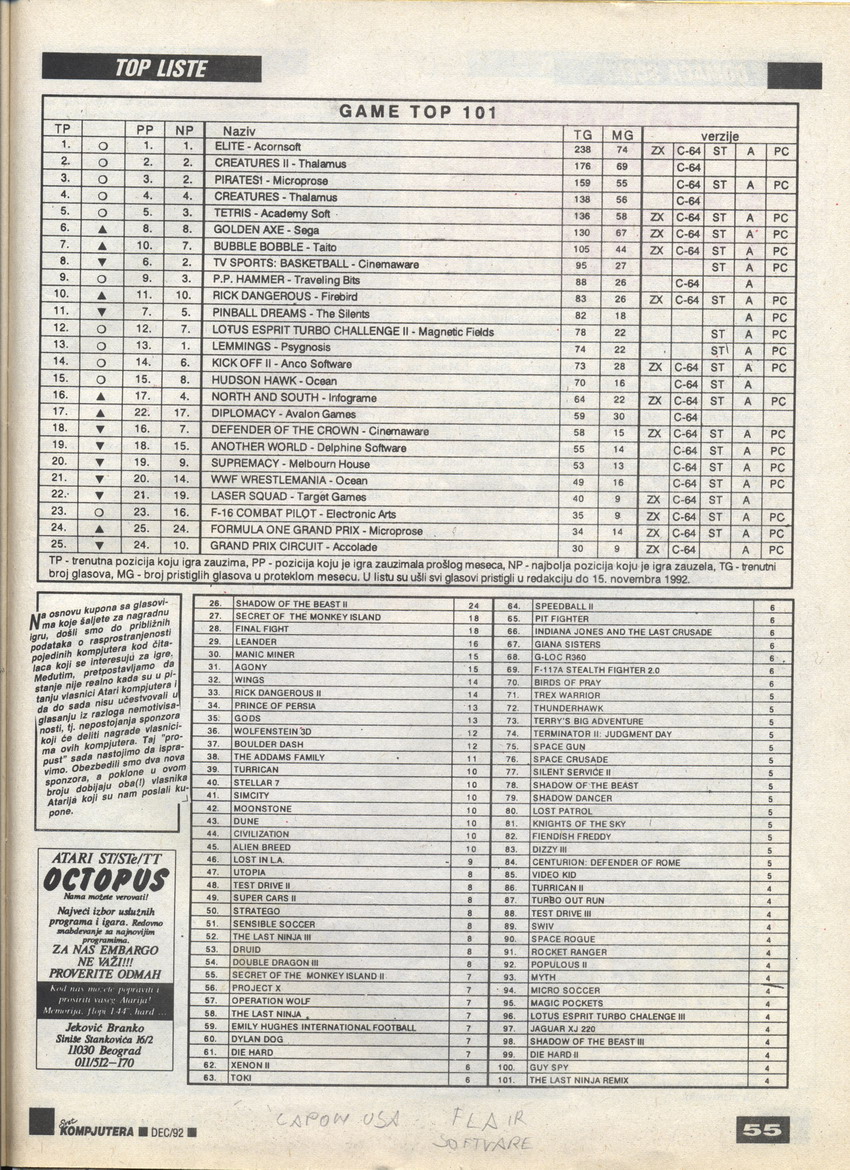 TOP LISTE
GAME TOP 101
TP PP NP Naziv TG MG verzije
1. O 1. 1. ELITE - Acornsoft 238 74 ZX C-64 ST A PC
2. O 2. 2. CREATURES II - Thalamus 176 69 C-64
3. O 3. 2. PIRATES! - Microprose 159 55 C-64 ST A PC
4. O 4. 4. CREATURES - Thalamus 138 56 C-64
5. O 5. 3. TETRIS - Academy Soft 136 58 ZX C-64 ST A PC
6. ▲ 8. 8. GOLDEN AXE - Sega 130 67 ZX C-64 ST A PC
7. ▲ 10. 7. BUBBLE BOBBLE - Taito 105 44 ZX C-64 ST A PC
8. ▼ 6. 2. TV SPORTS: BASKETBALL - Cinemaware 95 27 ST A PC
9. O 9. 3. P.P. HAMMER - Traveling Bits 88 26 C-64 A
10. ▲ 11. 10. RICK DANGEROUS - Firebird 83 26 ZX C-64 ST A PC
11. ▼ 7. 5. PINBALL DREAMS - The Silents 82 18 A PC
12. O 12. 7. LOTUS ESPRIT TURBO CHALLENGE II - Magnetic Fields 78 22 ST A PC
13. O 13. 1. LEMMINGS - Psygnosis 74 22 ST A PC
14. O 14. 6. KICK OFF II - Anco Software 73 28 ZX C-64 ST A PC
15. O 15. 8. HUDSON HAWK - Ocean 70 16 C-64 ST A
16. ▲ 17. 4. NORTH AND SOUTH - Infograme 64 22 ZX C-64 ST A PC
17. ▲ 22. 17. DIPLOMACY - Avalon Games 59 30 C-64
18. ▼ 16. 7. DEFENDER OF THE CROWN - Cinemaware 58 15 ZX C-64 ST A PC
19. ▼ 18. 15. ANOTHER WORLD - Delphine Software 55 14 C-64 ST A PC
20. ▼ 19. 9. SUPREMACY - Melbourn House 53 13 C-64 ST A PC
21. ▼ 20. 14. WWF WRESTLEMANIA - Ocean 49 16 C-64 ST A PC
22. ▼ 21. 19. LASER SQUAD - Target Games 40 9 ZX C-64 ST A
23. O 23. 16. F-16 COMBAT PILOT - Electronic Arts 35 9 ZX C-64 ST A PC
24. ▲ 25. 24. FORMULA ONE GRAND PRIX - Microprose 34 14 ZX C-64 ST A PC
25. ▼ 24. 10. GRAND PRIX CIRCUIT - Accolade 30 9 ZX C-64 A PC
TP - trenutna pozicija koju igra zauzima, PP - pozicija koju je igra zauzimala prošlog meseca, NP - najbolja pozicija koju je igra zauzela, TG - trenutni
broj glasova, MG - broj pristiglih glasova u proteklom mesecu. U listu su ušli svi glasovi pristigli u redakciju do 15. novembra 1992.
Na osnovu kupona sa glasovi-
ma koje šaljete za nagradnu
igru, došli smo do približnih
podataka o rasprostranjenosti
pojedinih kompjutera kod čita-
laca koji se interesuju za igre.
Međutim, pretpostavljamo da
stanje nije realno kada su u pi-
tanju vlasnici Atari kompjutera i
da do sada nisu učestvovali u
glasanju iz razloga nemotivisa-
nosti, tj. nepostojanja sponzora
koji će deliti nagrade vlasnici-
ma ovih kompjutera. Taj "pro-
pust" sada nastojimo da ispra-
vimo. Obezbedili smo dva nova
sponzora, a poklone u ovom
broju dobijaju oba(!) vlasnika
Atarija koji su nam poslali ku-
pone.
26. SHADOW OF THE BEAST II 24
27. SECRET OF THE MONKEY ISLAND 18
28. FINAL FIGHT 18
29. LEANDER 16
30. MANIC MINER 15
31. AGONY 15
32. WINGS 14
33. RICK DANGEROUS II 14
34. PRINCE OF PERSIA 13
35. GODS 13
36. WOLFENSTEIN 3D 12
37. BOULDER DASH 12
38. THE ADDAMS FAMILY 11
39. TURRICAN 10
40. STELLAR 7 10
41. SIMCITY 10
42. MOONSTONE 10
43. DUNE 10
44. CIVILIZATION 10
45. ALIEN BREED 10
46. LOST IN L.A. 9
47. UTOPIA 8
48. TEST DRIVE II 8
49. SUPER CARS II 8
50. STRATEGO 8
51. SENSIBLE SOCCER 8
52. THE LAST NINJA III 8
53. DRUID 8
54. DOUBLE DRAGON III 8
55. SECRET OF THE MONKEY ISLAND II 7
56. PROJECT X 7
57. OPERATION WOLF 7
58. THE LAST NINJA 7
59. EMILY HUGHES INTERNATIONAL FOOTBALL 7
60. DYLAN DOG 7
61. DIE HARD 7
62. XENON II 6
63. TOKI 6
64. SPEEDBALL II 6
65. PIT FIGHTER 6
66. INDIANA JONES AND THE LAST CRUSADE 6
67. GIANA SISTERS 6
68. G-LOC R360 6
69. F-117A STEALTH FIGHTER 2.0 6
70. BIRDS OF PRAY 6
71. TREX WARRIOR 5
72. THUNDERHAWK 5
73. TERRY'S BIG ADVENTURE 5
74. TERMINATOR II: JUDGMENT DAY 5
75. SPACE GUN 5
76. SPACE CRUSADE 5
77. SILENT SERVICE II 5
78. SHADOW OF THE BEAST 5
79. SHADOW DANCER 5
80. LOST PATROL 5
81. KNIGHTS OF THE SKY 5
82. FIENDISH FREDDY 5
83. DIZZY III 5
84. CENTURION: DEFENDER OF ROME 5
85. VIDEO KID 5
86. TURRICAN II 4
87. TURBO OUT RUN 4
88. TEST DRIVE III 4
89. SWIV 4
90. SPACE ROGUE 4
91. ROCKET RANGER 4
92. POPULOUS II 4
93. MYTH 4
94. MICRO SOCCER 4
95. MAGIC POCKETS 4
96. LOTUS ESPRIT TURBO CHALENGE III 4
97. JAGUAR XJ 220 4
98. SHADOW OF THE BEAST III 4
99. DIE HARD II 4
100. GUY SPY 4
101. THE LAST NINJA REMIX 4
ATARI ST/STe/TT
OCTOPUS
Nama možete verovati!
Najveći izbor uslužnih
programa i igara. Redovno
snabdevanje sa najnovijim
programima.
ZA NAS EMBARGO
NE VAŽI!!!
PROVERITE ODMAH
Kod nas možete popraviti i
proširiti vašeg Atarija!
Memorija, flopi 1.44", hard ...
Jeković Branko
Siniše Stankovića 16/2
11030 Beograd
011/512-170
Svet
KOMPJUTERA ■ DEC/92 ■
CAPOW USA FLAIR
SOFTVARE
55